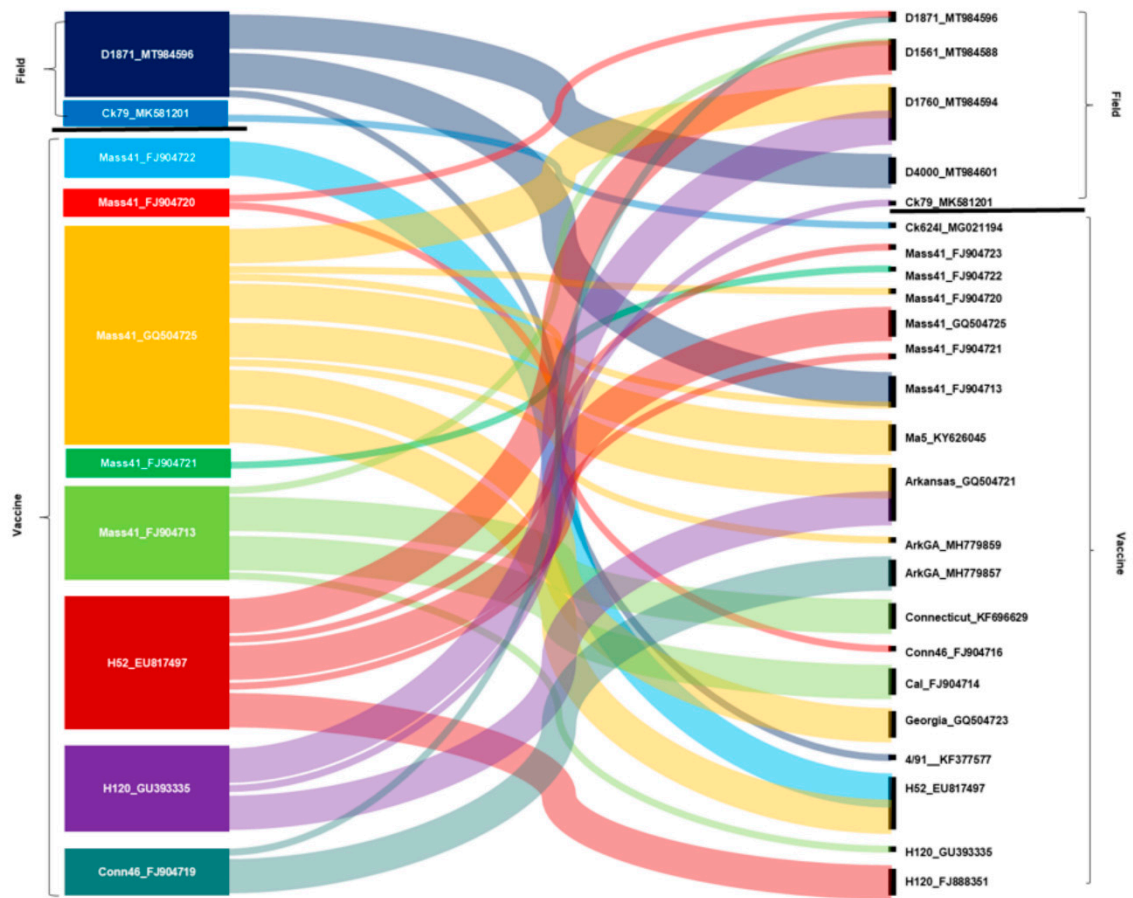 Field
D1871_MT984596
Ck79_MK581201
Vaccine
Mass41_FJ904722
Mass41_FJ904720
Mass41_GQ504725
Mass41_FJ904721
Mass41_FJ904713
H52_EU817497
H120_GU393335
Conn46_FJ904719
D1871_MT984596
D1561_MT984588
D1760_MT984594
D4000_MT984601
Ck79_MK581201
Field
Ck624I_MG021194
Mass41_FJ904723
Mass41_FJ904722
Mass41_FJ904720
Mass41_GQ504725
Mass41_FJ904721
Mass41_FJ904713
Ma5_KY626045
Arkansas_GQ504721
ArkGA_MH779859
ArkGA_MH779857
Connecticut_KF696629
Conn46_FJ904716
Cal_FJ904714
Georgia_GQ504723
4/91__KF377577
H52_EU817497
H120_GU393335
H120_FJ888351
Vaccine